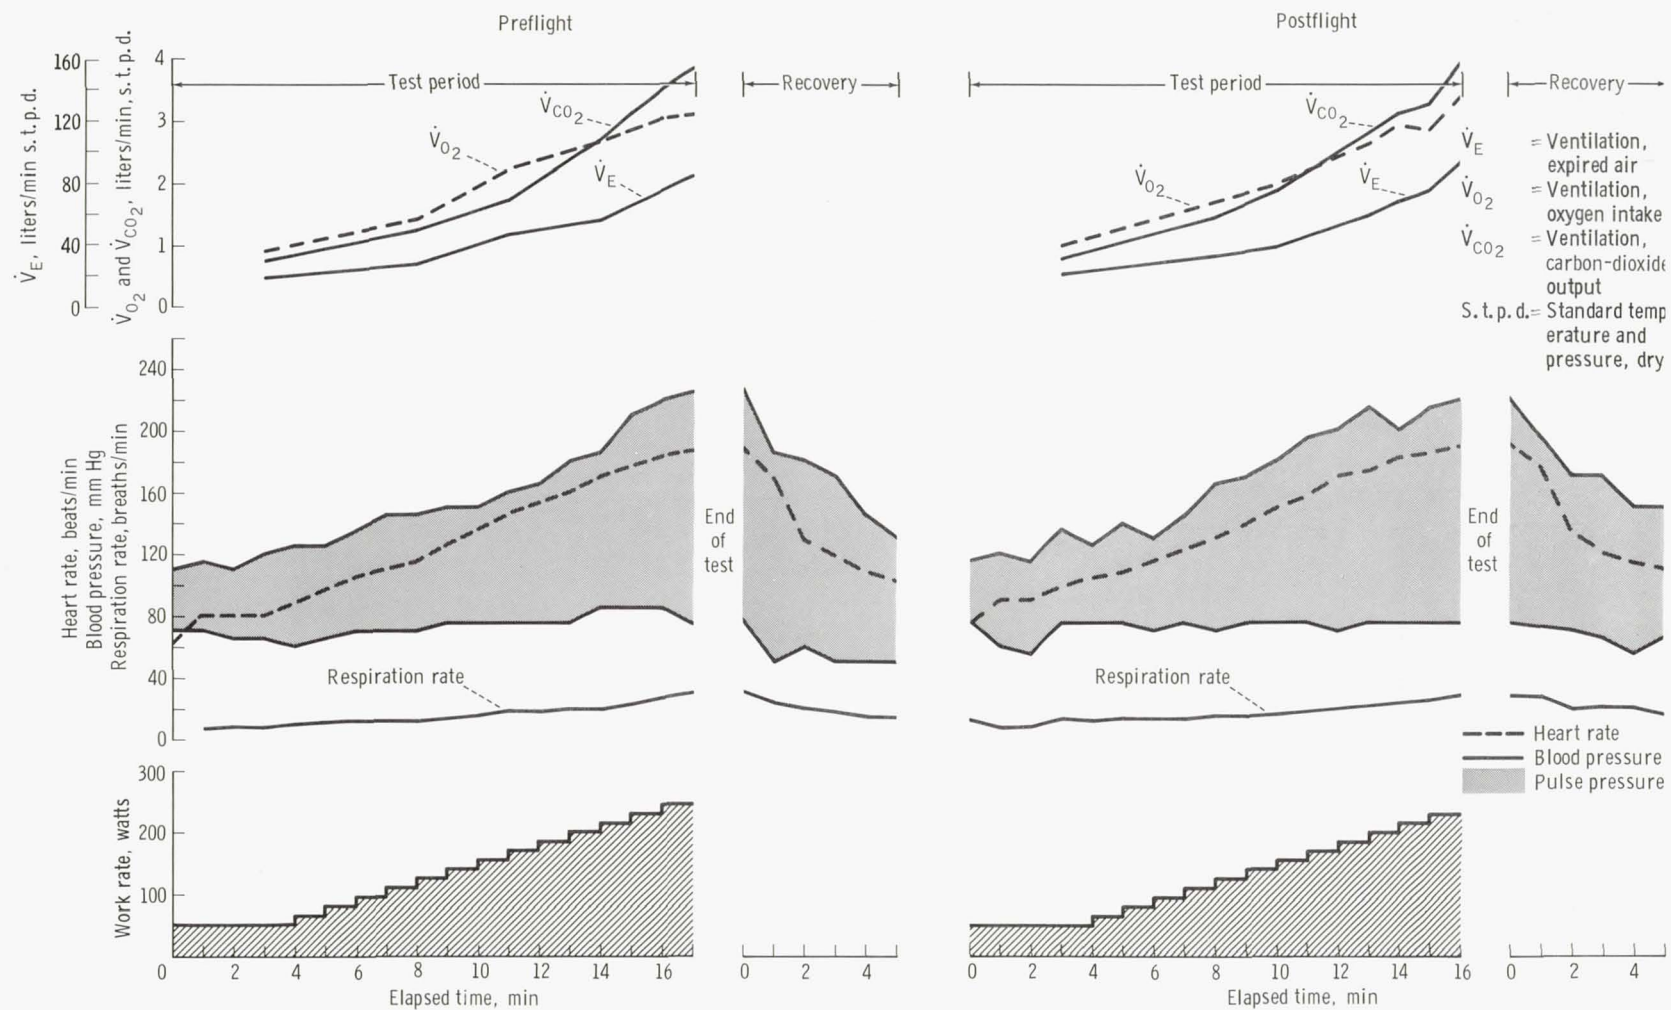 Preflight
Postflight
V̇E, liters/min s.t.p.d.
160
120
80
40
0
V̇O2 and V̇CO2, liters/min, s.t.p.d.
4
3
2
1
0
Test period
Recovery
V̇CO2
V̇O2
V̇E
Test period
Recovery
V̇CO2
V̇O2
V̇E
V̇E = Ventilation,
expired air
V̇O2 = Ventilation,
oxygen intake
V̇CO2 = Ventilation,
carbon-dioxide
output
S.t.p.d.= Standard temp
erature and
pressure, dry
Heart rate, beats/min
Blood pressure, mm Hg
Respiration rate, breaths/min
240
200
160
120
80
40
0
Respiration rate
End
of
test
Respiration rate
End
of
test
Heart rate
Blood pressure
Pulse pressure
Work rate, watts
300
200
100
0 2 4 6 8 10 12 14 16
0 2 4
0 2 4 6 8 10 12 14 16
0 2 4
Elapsed time, min
Elapsed time, min